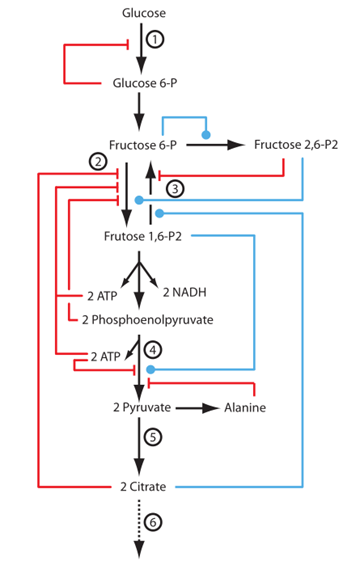 Glucose
1
Glucose 6-P
Fructose 6-P
Fructose 2,6-P2
2
3
Frutose 1,6-P2
2 ATP
2 NADH
2 Phosphoenolpyruvate
2 ATP
4
2 Pyruvate
Alanine
5
2 Citrate
6